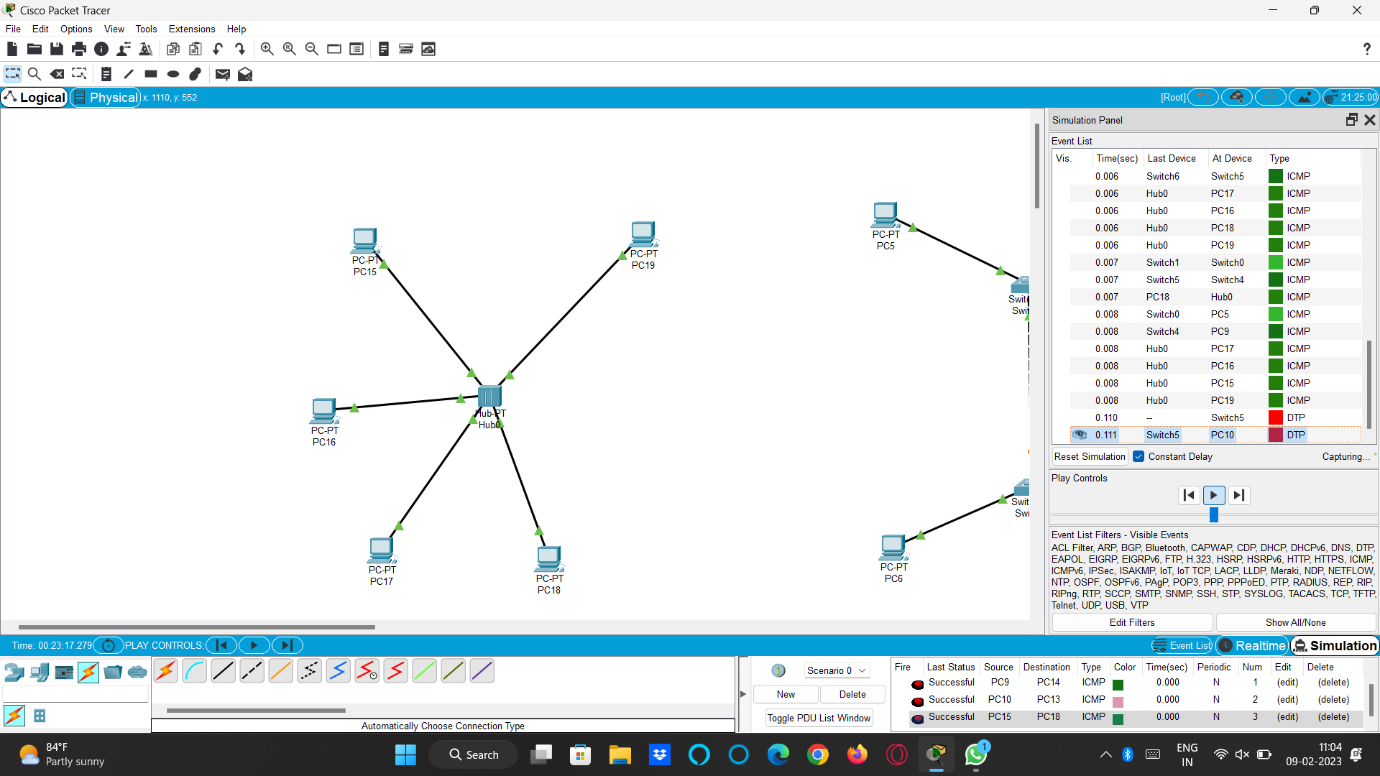 Cisco Packet Tracer
File Edit Options View Tools Extensions Help
?
Logical Physical x: 1110, y: 552 [Root] 21:25:00
Simulation Panel
Event List
Vis. Time(sec) Last Device At Device Type
0.006 Switch6 Switch5 ICMP
0.006 Hub0 PC17 ICMP
0.006 Hub0 PC16 ICMP
0.006 Hub0 PC18 ICMP
0.006 Hub0 PC19 ICMP
0.007 Switch1 Switch0 ICMP
0.007 Switch5 Switch4 ICMP
0.007 PC18 Hub0 ICMP
0.008 Switch0 PC5 ICMP
0.008 Switch4 PC9 ICMP
0.008 Hub0 PC17 ICMP
0.008 Hub0 PC16 ICMP
0.008 Hub0 PC15 ICMP
0.008 Hub0 PC19 ICMP
0.110 -- Switch5 DTP
0.111 Switch5 PC10 DTP
Reset Simulation Constant Delay Capturing...
Play Controls
Event List Filters - Visible Events
ACL Filter, ARP, BGP, Bluetooth, CAPWAP, CDP, DHCP, DHCPv6, DNS, DTP,
EAPOL, EIGRP, EIGRPv6, FTP, H.323, HSRP, HSRPv6, HTTP, HTTPS, ICMP,
ICMPv6, IPSec, ISAKMP, IoT, IoT TCP, LACP, LLDP, Meraki, NDP, NETFLOW,
NTP, OSPF, OSPFv6, PAgP, POP3, PPP, PPPoED, PTP, RADIUS, REP, RIP,
RIPng, RTP, SCCP, SMTP, SNMP, SSH, STP, SYSLOG, TACACS, TCP, TFTP,
Telnet, UDP, USB, VTP
Edit Filters Show All/None
PC-PT
PC15
PC-PT
PC19
PC-PT
PC5
Swit
Swi
Hub-PT
Hub0
PC-PT
PC16
Swit
Sw
PC-PT
PC17
PC-PT
PC18
PC-PT
PC6
Time: 00:23:17.279 PLAY CONTROLS: Event List Realtime Simulation
Automatically Choose Connection Type
Scenario 0
New Delete
Toggle PDU List Window
Fire Last Status Source Destination Type Color Time(sec) Periodic Num Edit Delete
Successful PC9 PC14 ICMP 0.000 N 1 (edit) (delete)
Successful PC10 PC13 ICMP 0.000 N 2 (edit) (delete)
Successful PC15 PC18 ICMP 0.000 N 3 (edit) (delete)
84°F
Partly sunny
Search
1
ENG
IN
11:04
09-02-2023